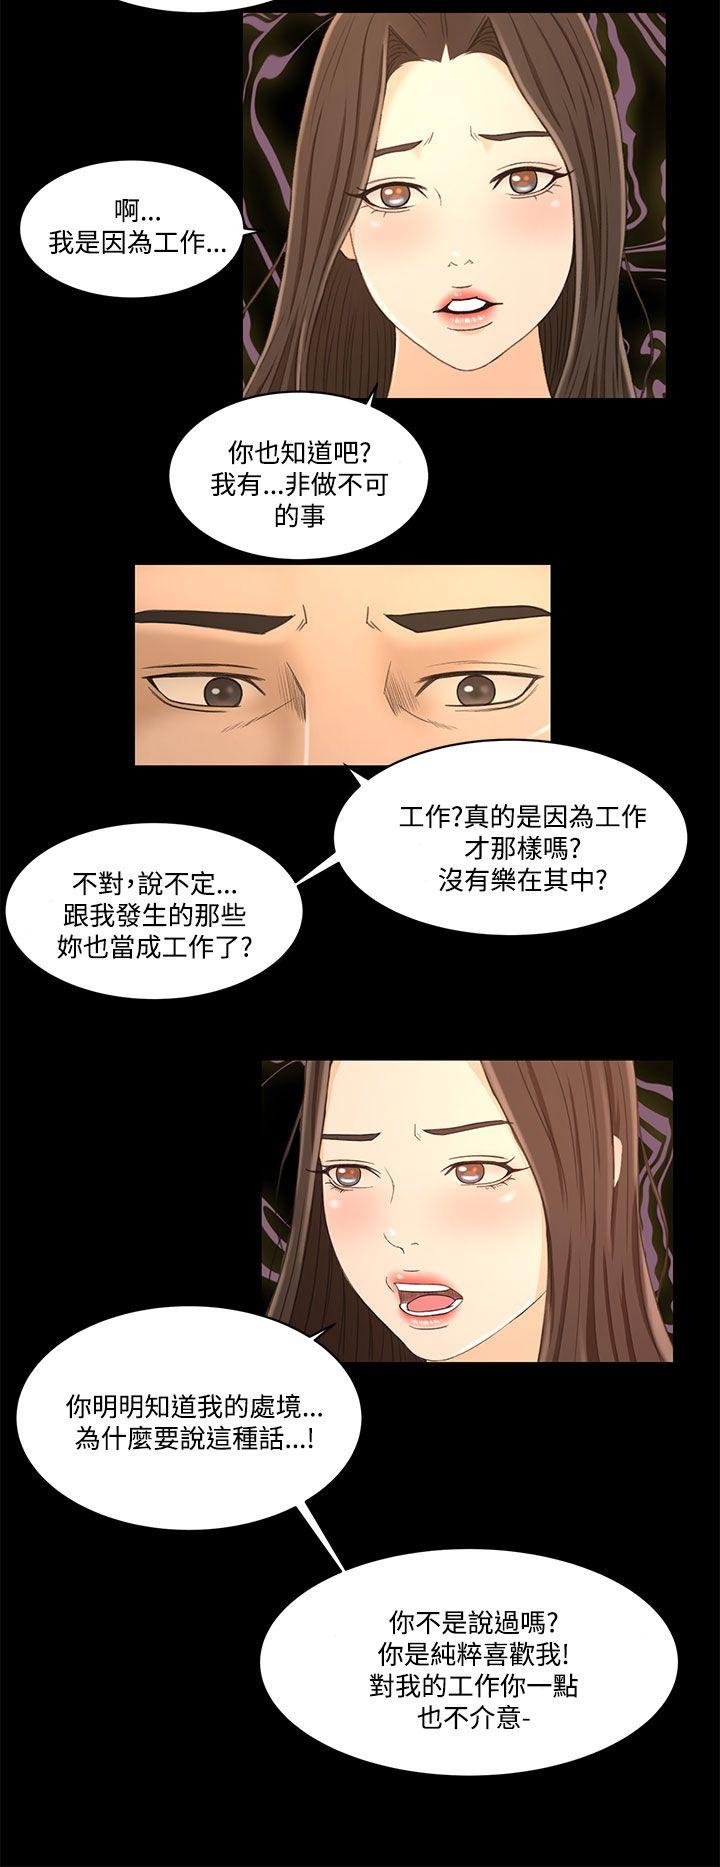 啊...
我是因為工作...
你也知道吧?
我有...非做不可
的事
工作?真的是因為工作
才那樣嗎?
沒有樂在其中?
不對,說不定...
跟我發生的那些
妳也當成工作了?
你明明知道我的處境...
為什麼要說這種話...!
你不是說過嗎?
你是純粹喜歡我!
對我的工作你一點
也不介意-